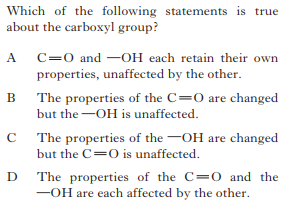 Which of the following statements is true
about the carboxyl group?
A C=O and —OH each retain their own
properties, unaffected by the other.
B The properties of the C=O are changed
but the —OH is unaffected.
C The properties of the —OH are changed
but the C=O is unaffected.
D The properties of the C=O and the
—OH are each affected by the other.